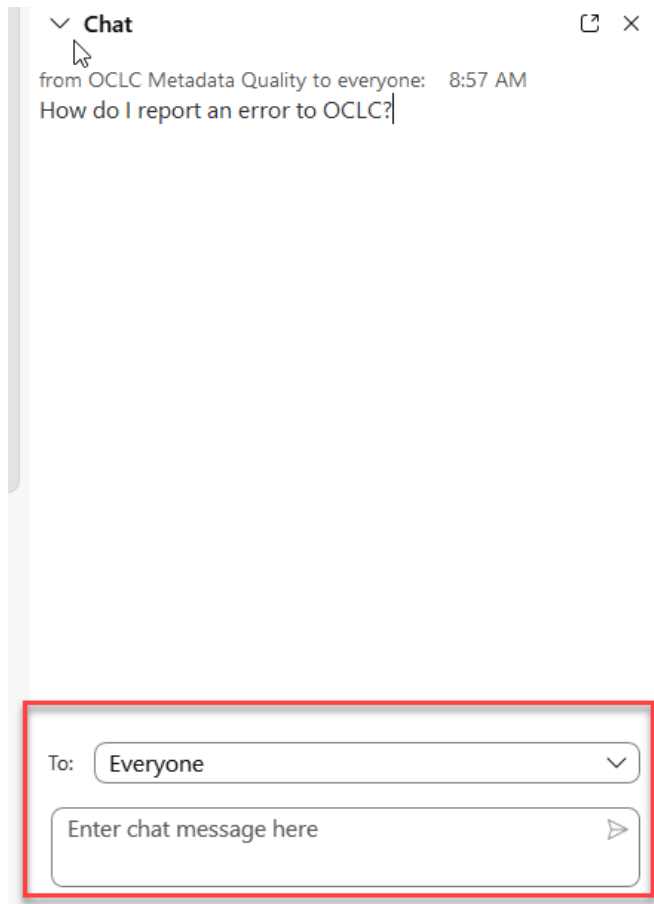 Chat
from OCLC Metadata Quality to everyone: 8:57 AM
How do I report an error to OCLC?
To: Everyone
Enter chat message here